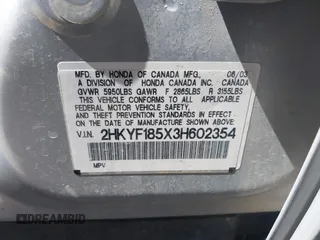 MFD. BY HONDA OF CANADA MFG. 06/03
A DIVISION OF HONDA CANADA INC., CANADA
GVWR 5950LBS GAWR F 2865LBS R 3155LBS
THIS VEHICLE CONFORMS TO ALL APPLICABLE
FEDERAL MOTOR VEHICLE SAFETY,
BUMPER, AND THEFT PREVENTION
STANDARDS IN EFFECT ON THE DATE OF
MANUFACTURE SHOWN ABOVE.
V.I.N. 2HKYF185X3H602354
MPV
DREAMBID